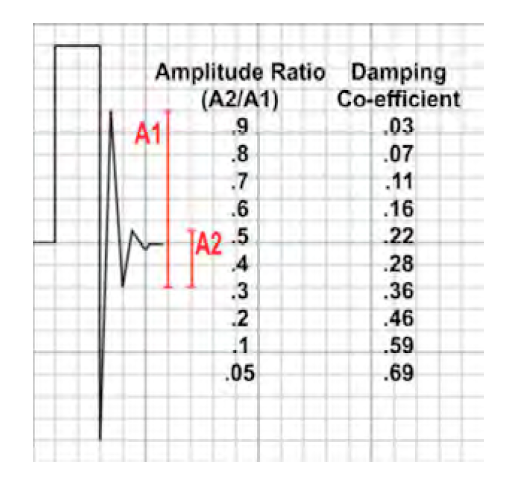 Amplitude Ratio Damping
(A2/A1) Co-efficient
A1 .9 .03
.8 .07
.7 .11
.6 .16
A2 .5 .22
.4 .28
.3 .36
.2 .46
.1 .59
.05 .69